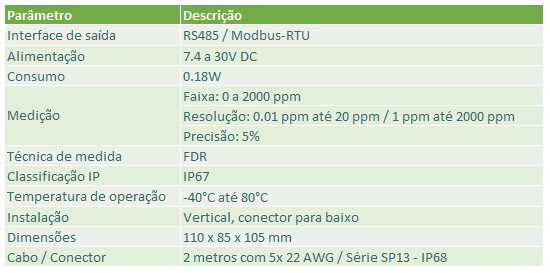 Parâmetro Descrição
Interface de saída RS485 / Modbus-RTU
Alimentação 7.4 a 30V DC
Consumo 0.18W
Medição Faixa: 0 a 2000 ppm
Resolução: 0.01 ppm até 20 ppm / 1 ppm até 2000 ppm
Precisão: 5%
Técnica de medida FDR
Classificação IP IP67
Temperatura de operação -40°C até 80°C
Instalação Vertical, conector para baixo
Dimensões 110 x 85 x 105 mm
Cabo / Conector 2 metros com 5x 22 AWG / Série SP13 - IP68